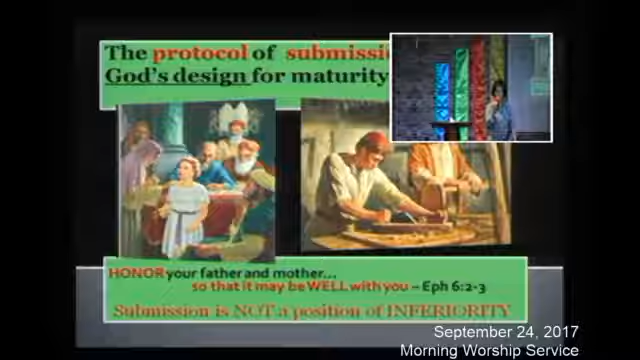 The protocol of submissi
God's design for maturity
HONOR your father and mother...
so that it may be WELL with you – Eph 6:2-3
Submission is NOT a position of INFERIORITY
September 24, 2017
Morning Worship Service